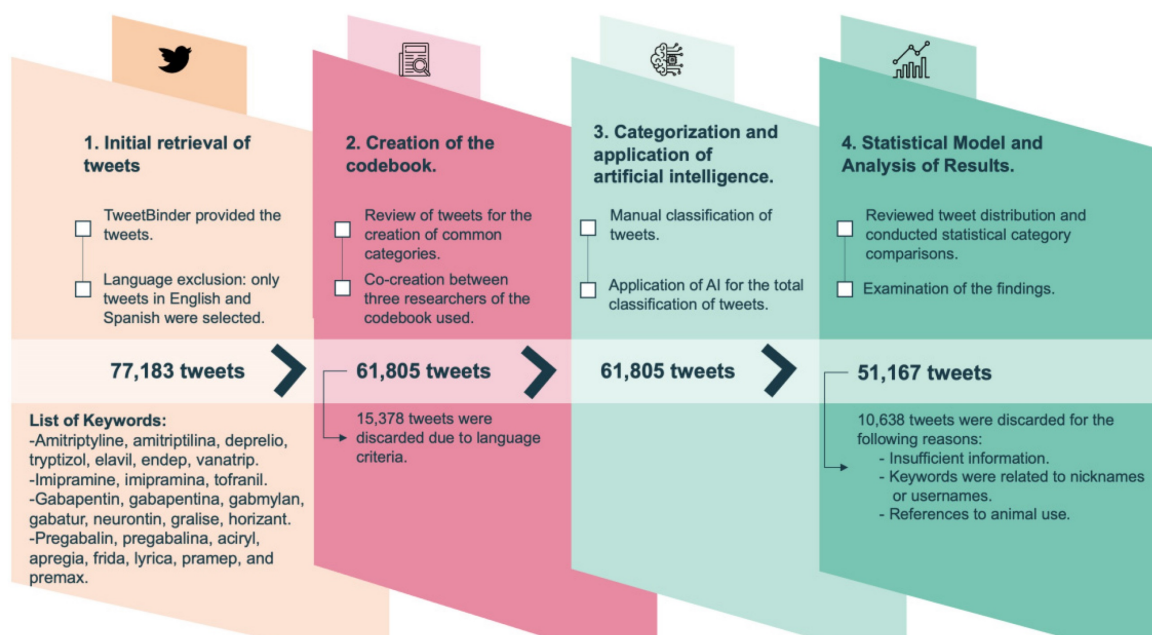 1. Initial retrieval of
tweets
TweetBinder provided the
tweets.
Language exclusion: only
tweets in English and
Spanish were selected.
77,183 tweets
List of Keywords:
-Amitriptyline, amitriptilina, deprelio,
tryptizol, elavil, endep, vanatrip.
-Imipramine, imipramina, tofranil.
-Gabapentin, gabapentina, gabmylan,
gabatur, neurontin, gralise, horizant.
-Pregabalin, pregabalina, aciryl,
apregia, frida, lyrica, pramep, and
premax.
2. Creation of the
codebook.
Review of tweets for the
creation of common
categories.
Co-creation between
three researchers of the
codebook used.
61,805 tweets
15,378 tweets were
discarded due to language
criteria.
3. Categorization and
application of
artificial intelligence.
Manual classification of
tweets.
Application of AI for the total
classification of tweets.
61,805 tweets
4. Statistical Model and
Analysis of Results.
Reviewed tweet distribution and
conducted statistical category
comparisons.
Examination of the findings.
51,167 tweets
10,638 tweets were discarded for the
following reasons:
- Insufficient information.
- Keywords were related to nicknames
or usernames.
- References to animal use.